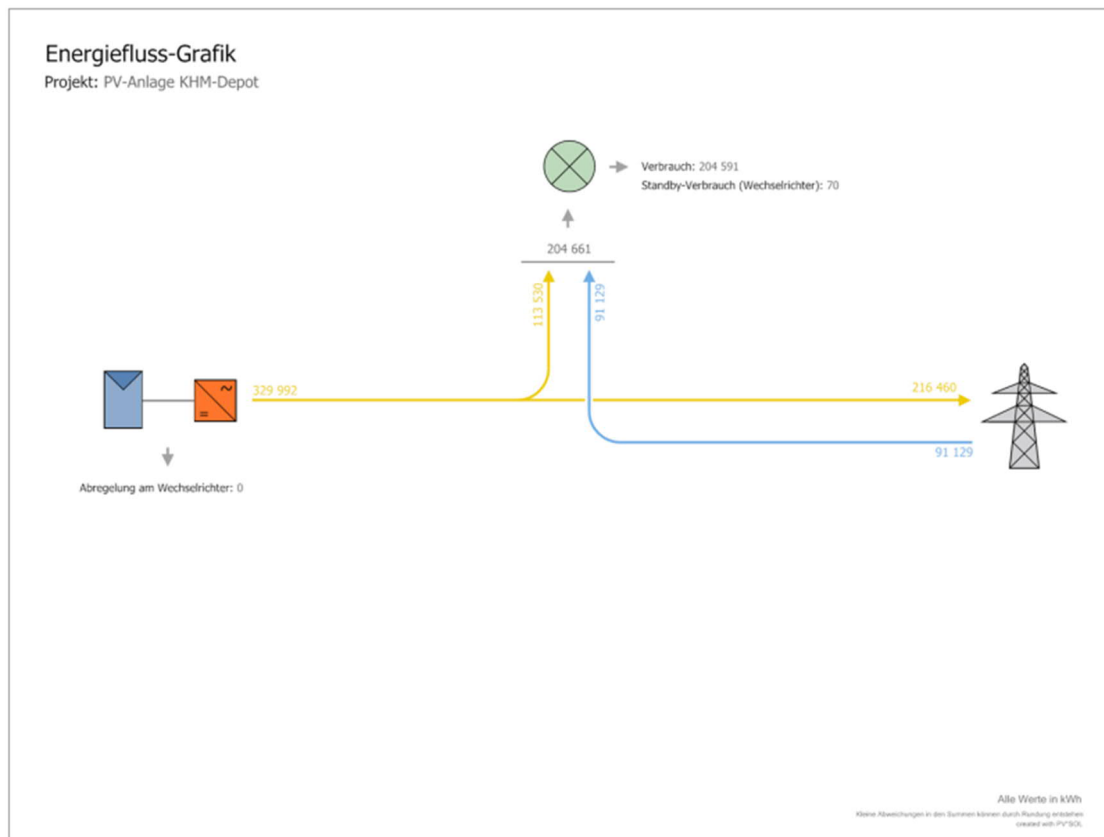 Energiefluss-Grafik
Projekt: PV-Anlage KHM-Depot
Verbrauch: 204 591
Standby-Verbrauch (Wechselrichter): 70
204 661
113 530
91 129
329 992
216 460
91 129
Abregelung am Wechselrichter: 0
Alle Werte in kWh
Kleine Abweichungen in den Summen können durch Rundung entstehen
created with PV*SOL